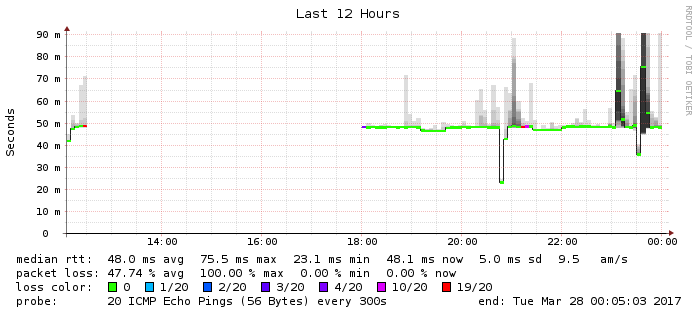 Last 12 Hours
RRDTOOL / TOBI OETIKER
Seconds
90 m
80 m
70 m
60 m
50 m
40 m
30 m
20 m
10 m
0
14:00 16:00 18:00 20:00 22:00 00:00
median rtt: 48.0 ms avg 75.5 ms max 23.1 ms min 48.1 ms now 5.0 ms sd 9.5 am/s
packet loss: 47.74 % avg 100.00 % max 0.00 % min 0.00 % now
loss color: 0 1/20 2/20 3/20 4/20 10/20 19/20
probe: 20 ICMP Echo Pings (56 Bytes) every 300s end: Tue Mar 28 00:05:03 2017